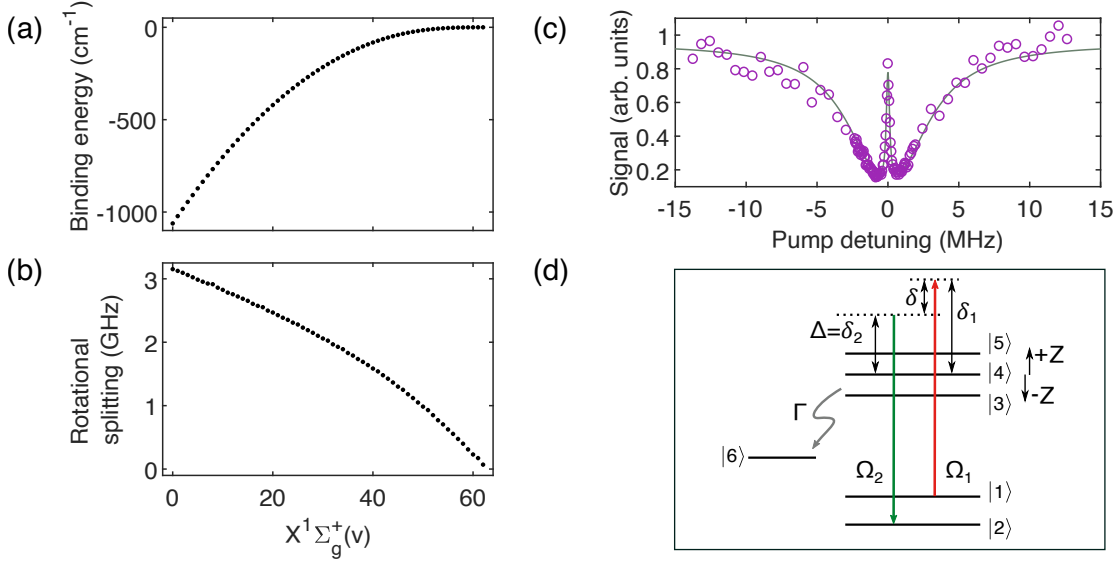 (a)
Binding energy (cm⁻¹)
0
-500
-1000
(b)
Rotational
splitting (GHz)
3
2
1
0
0 20 40 60
X¹Σg⁺(v)
(c)
Signal (arb. units)
1
0.8
0.6
0.4
0.2
-15 -10 -5 0 5 10 15
Pump detuning (MHz)
(d)
δ
δ₁
Δ=δ₂
|5⟩
+Z
|4⟩
|3⟩
-Z
Γ
|6⟩
Ω₂
Ω₁
|1⟩
|2⟩